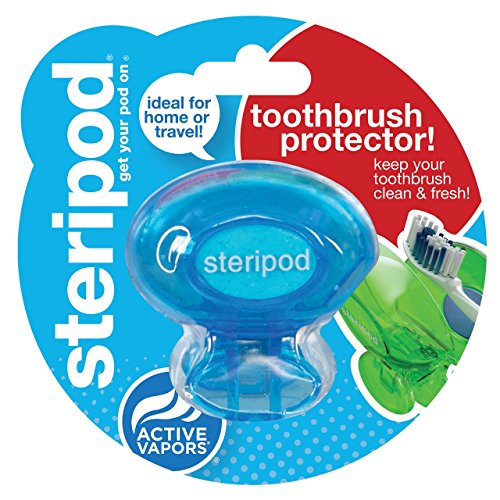 steripod®
get your pod on®
ideal for
home or
travel!
toothbrush
protector!
keep your
toothbrush
clean & fresh!
steripod
STERIPOD
ACTIVE
VAPORS®